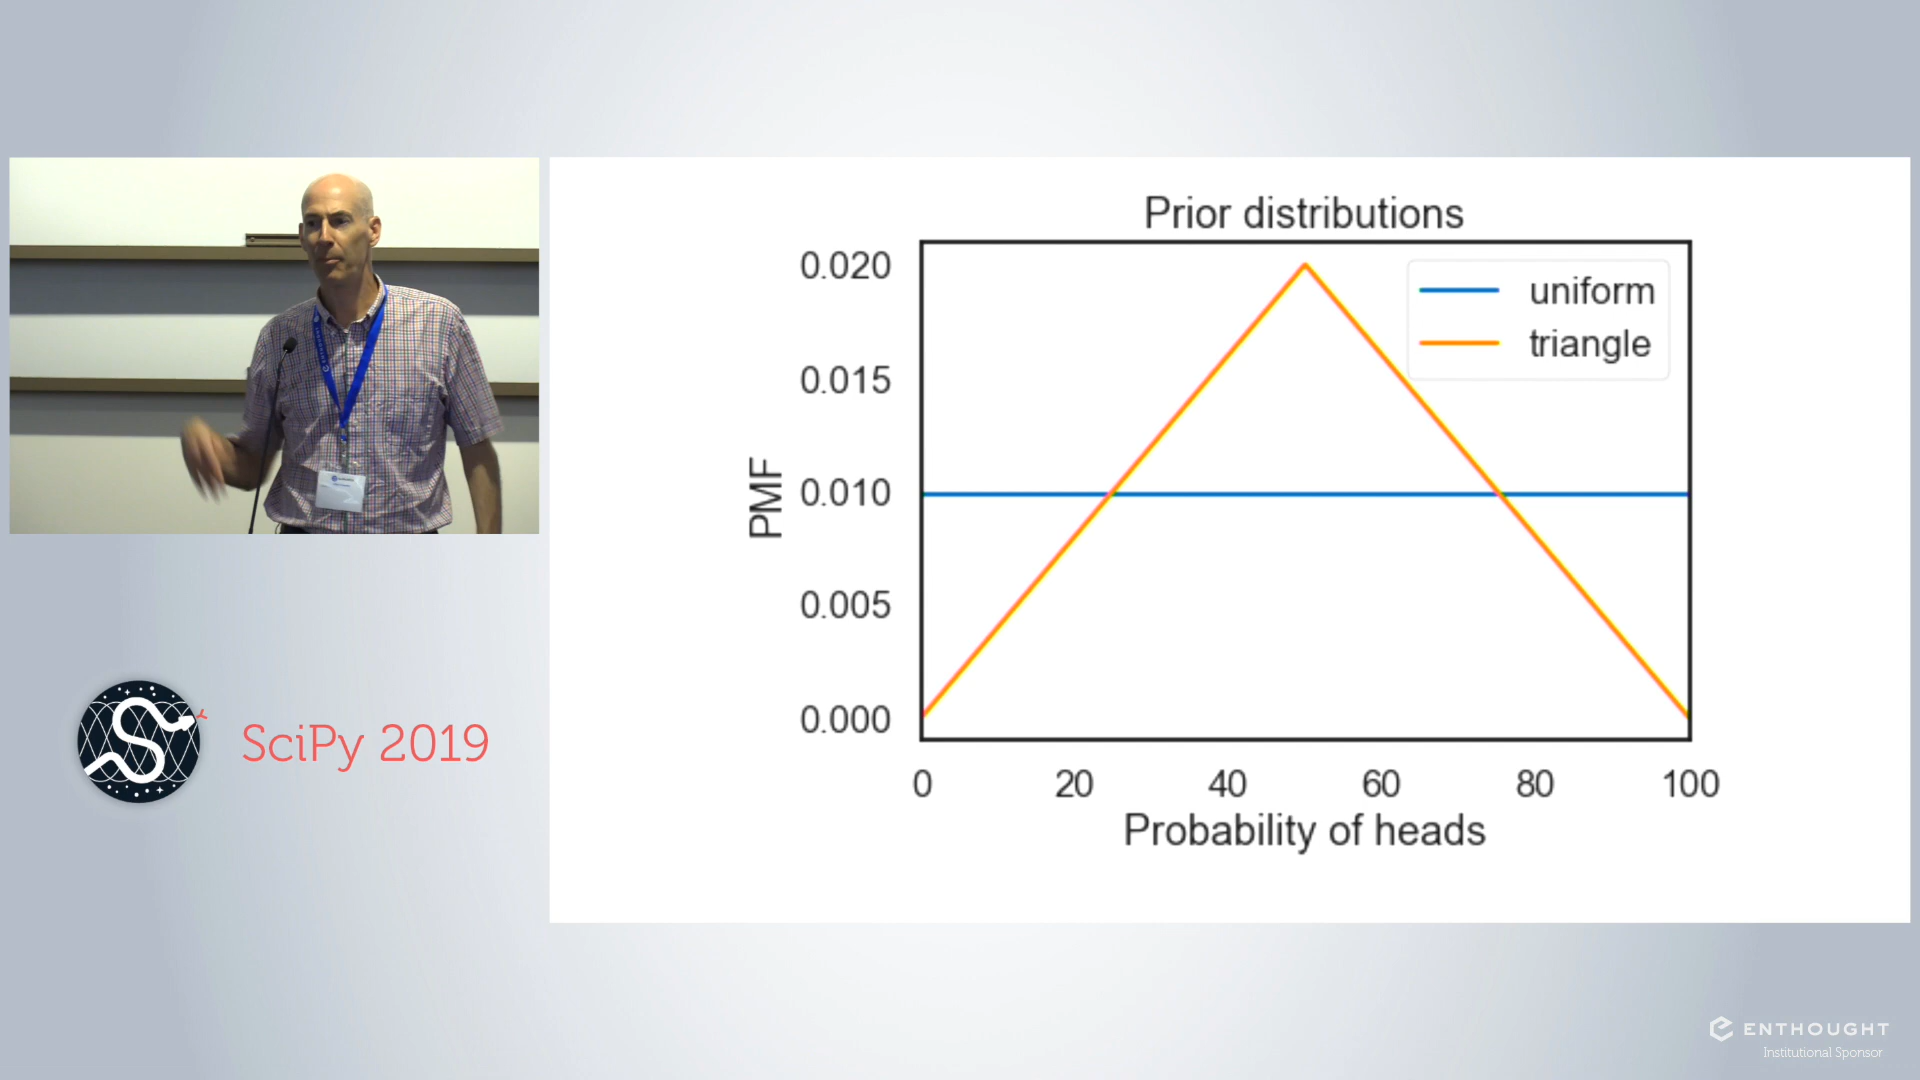 Prior distributions
0.020
0.015
0.010
0.005
0.000
PMF
uniform
triangle
0 20 40 60 80 100
Probability of heads
SciPy 2019
ENTHOUGHT
Institutional Sponsor